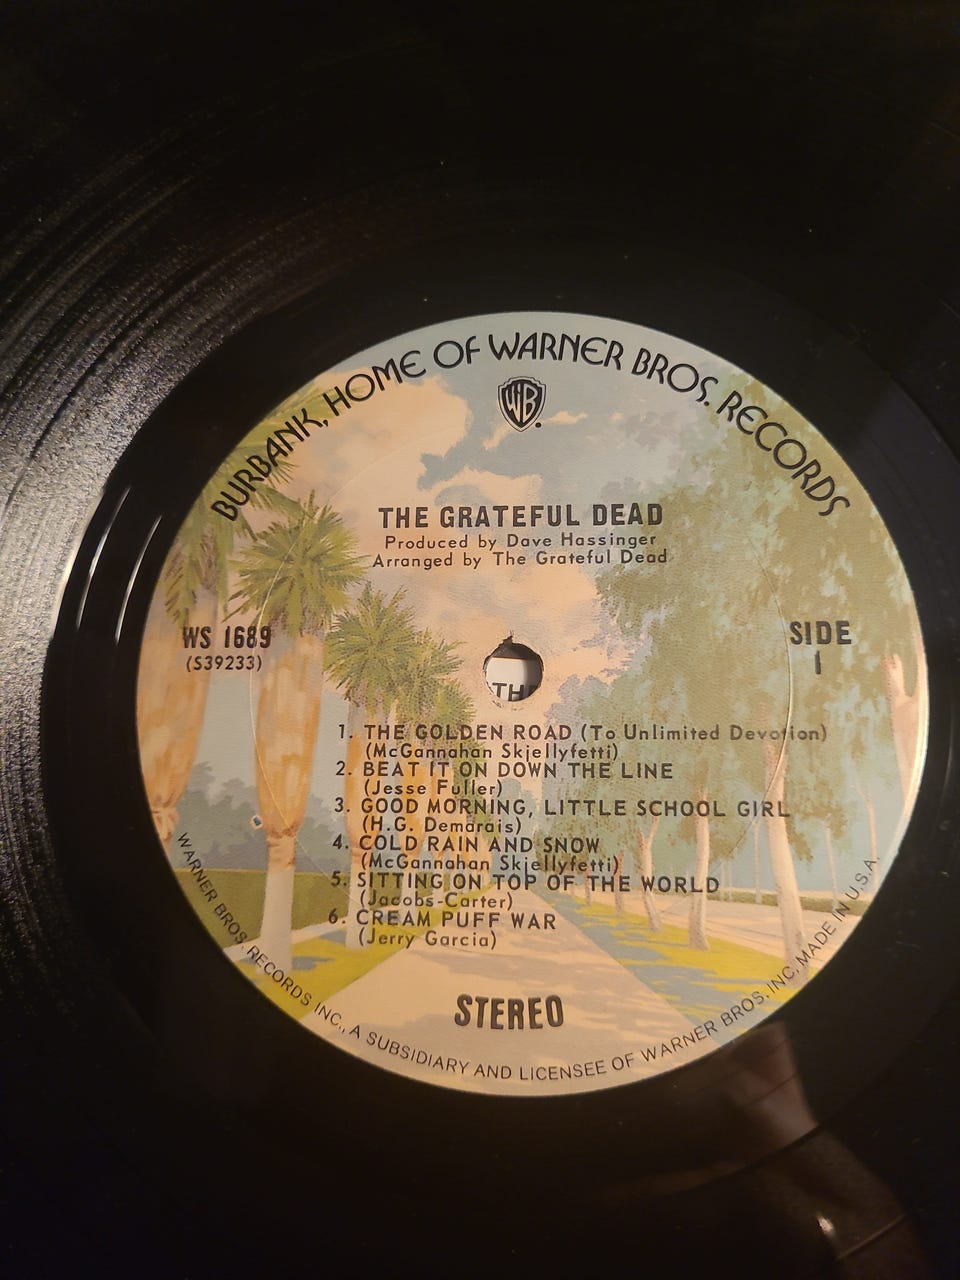 BURBANK, HOME OF WARNER BROS. RECORDS
WB
THE GRATEFUL DEAD
Produced by Dave Hassinger
Arranged by The Grateful Dead
WS 1689
(S39233)
SIDE
1
THE
1. THE GOLDEN ROAD (To Unlimited Devotion)
(McGannahan Skjellyfetti)
2. BEAT IT ON DOWN THE LINE
(Jesse Fuller)
3. GOOD MORNING, LITTLE SCHOOL GIRL
(H.G. Demarais)
4. COLD RAIN AND SNOW
(McGannahan Skjellyfetti)
5. SITTING ON TOP OF THE WORLD
(Jacobs-Carter)
6. CREAM PUFF WAR
(Jerry Garcia)
STEREO
WARNER BROS. RECORDS INC., A SUBSIDIARY AND LICENSEE OF WARNER BROS. INC. MADE IN U.S.A.